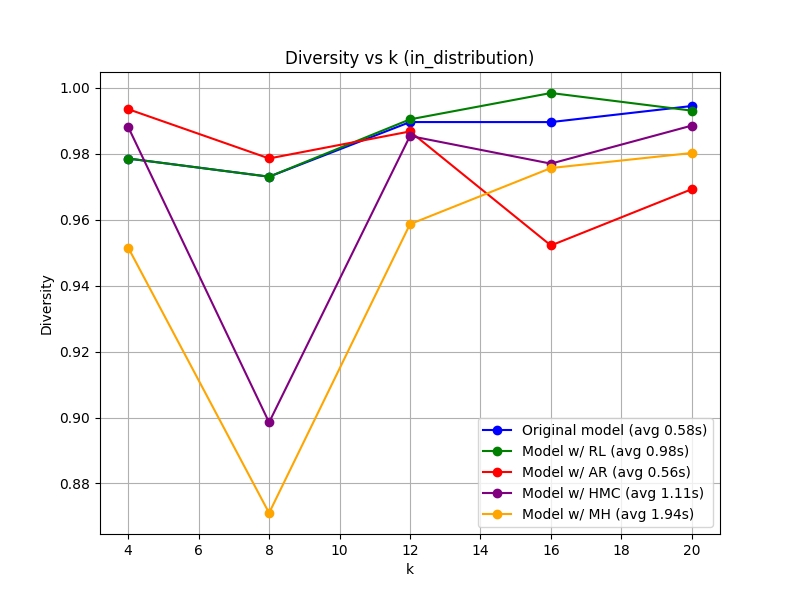 Diversity vs k (in_distribution)
1.00
0.98
0.96
0.94
0.92
0.90
0.88
Diversity
Original model (avg 0.58s)
Model w/ RL (avg 0.98s)
Model w/ AR (avg 0.56s)
Model w/ HMC (avg 1.11s)
Model w/ MH (avg 1.94s)
4 6 8 10 12 14 16 18 20
k